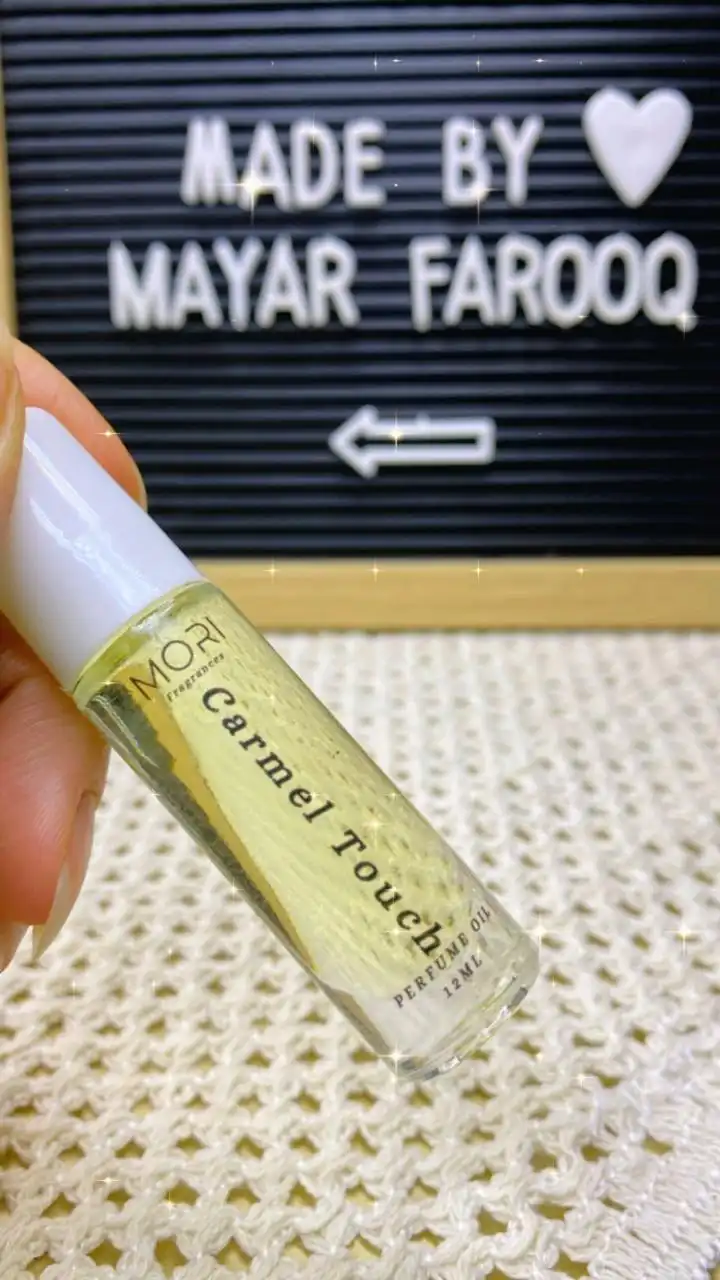 MADE BY
MAYAR FAROOQ
MORI
Fragrances
Carmel Touch
PERFUME OIL
12ML